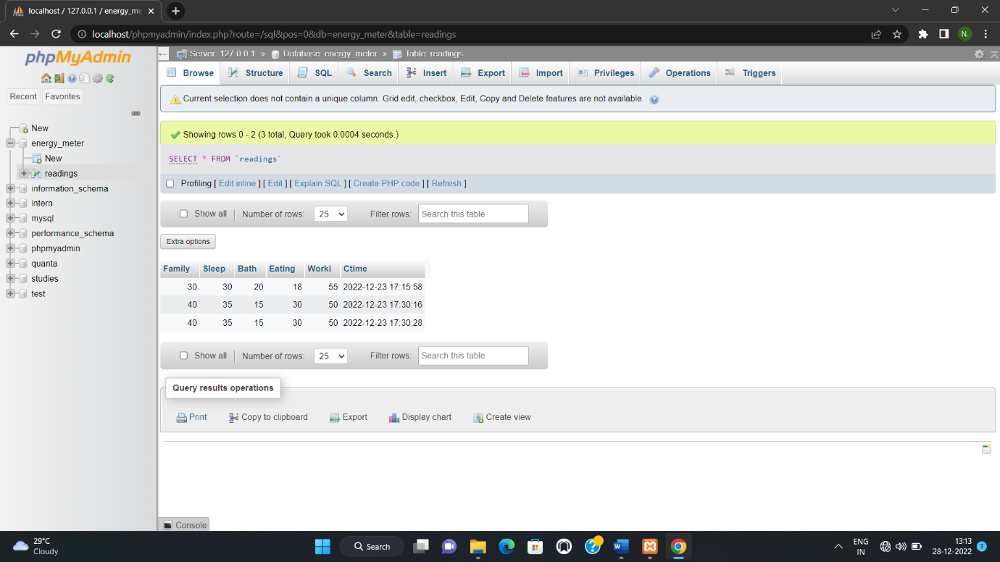 localhost / 127.0.0.1 / energy_me
localhost/phpmyadmin/index.php?route=/sql&pos=0&db=energy_meter&table=readings
N.
phpMyAdmin
Recent Favorites
New
energy_meter
New
readings
information_schema
intern
mysql
performance_schema
phpmyadmin
quanta
studies
test
Server: 127.0.0.1 » Database: energy_meter » Table: readings
Browse Structure SQL Search Insert Export Import Privileges Operations Triggers
Current selection does not contain a unique column. Grid edit, checkbox, Edit, Copy and Delete features are not available.
Showing rows 0 - 2 (3 total, Query took 0.0004 seconds.)
SELECT * FROM `readings`
Profiling [ Edit inline ] [ Edit ] [ Explain SQL ] [ Create PHP code ] [ Refresh ]
Show all Number of rows: 25 Filter rows: Search this table
Extra options
Family Sleep Bath Eating Worki Ctime
30 30 20 18 55 2022-12-23 17:15:58
40 35 15 30 50 2022-12-23 17:30:16
40 35 15 30 50 2022-12-23 17:30:28
Show all Number of rows: 25 Filter rows: Search this table
Query results operations
Print Copy to clipboard Export Display chart Create view
Console
29°C
Cloudy
Search
ENG
IN
13:13
28-12-2022
3